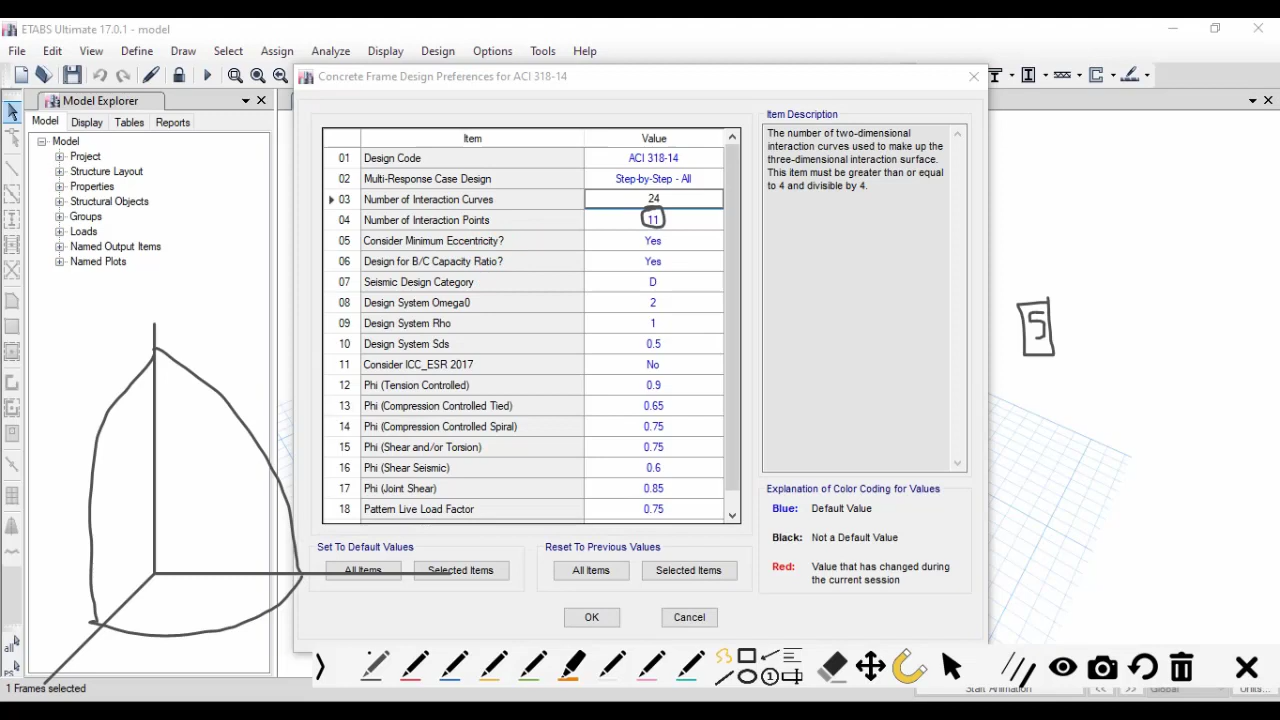 ETABS Ultimate 17.0.1 - model
File Edit View Define Draw Select Assign Analyze Display Design Options Tools Help
Model Explorer
Model Display Tables Reports
Model
Project
Structure Layout
Properties
Structural Objects
Groups
Loads
Named Output Items
Named Plots
Concrete Frame Design Preferences for ACI 318-14
Item Value
01 Design Code ACI 318-14
02 Multi-Response Case Design Step-by-Step - All
03 Number of Interaction Curves 24
04 Number of Interaction Points 11
05 Consider Minimum Eccentricity? Yes
06 Design for B/C Capacity Ratio? Yes
07 Seismic Design Category D
08 Design System Omega0 2
09 Design System Rho 1
10 Design System Sds 0.5
11 Consider ICC_ESR 2017 No
12 Phi (Tension Controlled) 0.9
13 Phi (Compression Controlled Tied) 0.65
14 Phi (Compression Controlled Spiral) 0.75
15 Phi (Shear and/or Torsion) 0.75
16 Phi (Shear Seismic) 0.6
17 Phi (Joint Shear) 0.85
18 Pattern Live Load Factor 0.75
Set To Default Values
All Items Selected Items
Reset To Previous Values
All Items Selected Items
OK Cancel
Item Description
The number of two-dimensional
interaction curves used to make up the
three-dimensional interaction surface.
This item must be greater than or equal
to 4 and divisible by 4.
Explanation of Color Coding for Values
Blue: Default Value
Black: Not a Default Value
Red: Value that has changed during
the current session
5
all
PS
1 Frames selected
Start Animation << >> Global Units...